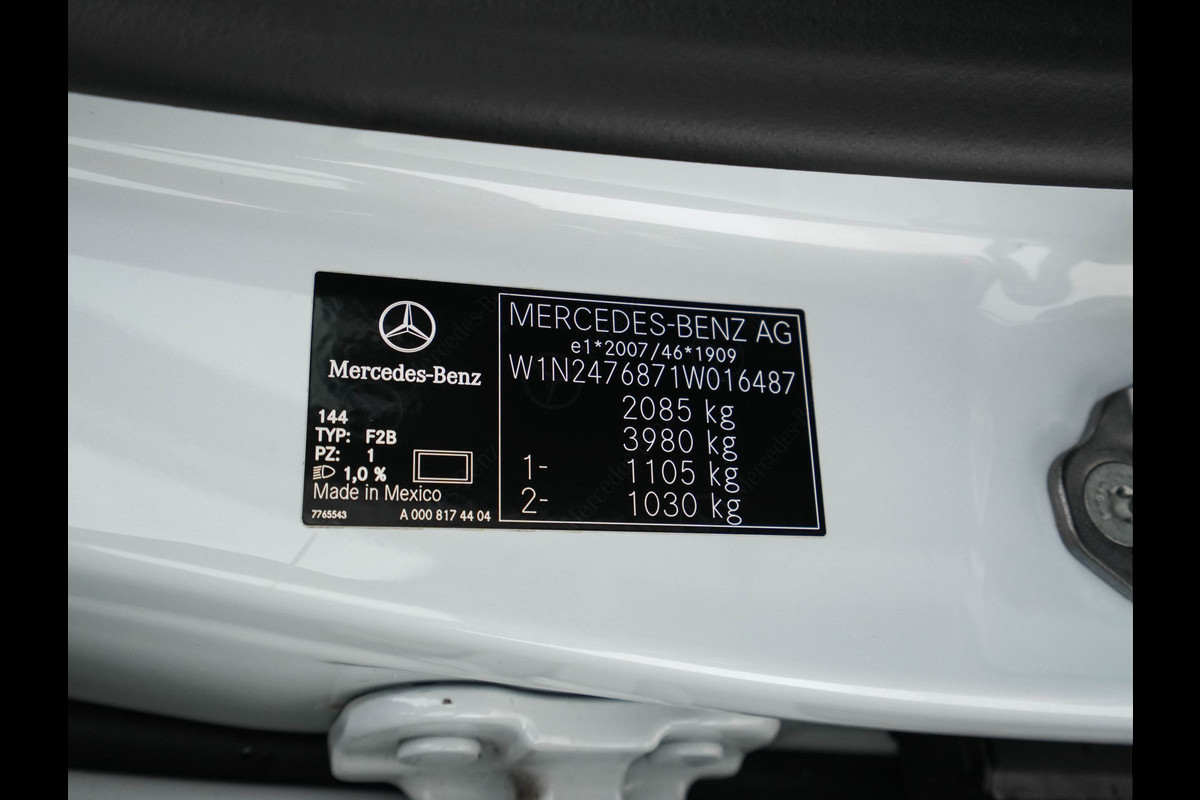 Mercedes-Benz
144
TYP: F2B
PZ: 1
1,0 %
Made in Mexico
7765543 A 000 817 44 04
MERCEDES-BENZ AG
e1*2007/46*1909
W1N2476871W016487
2085 kg
3980 kg
1- 1105 kg
2- 1030 kg